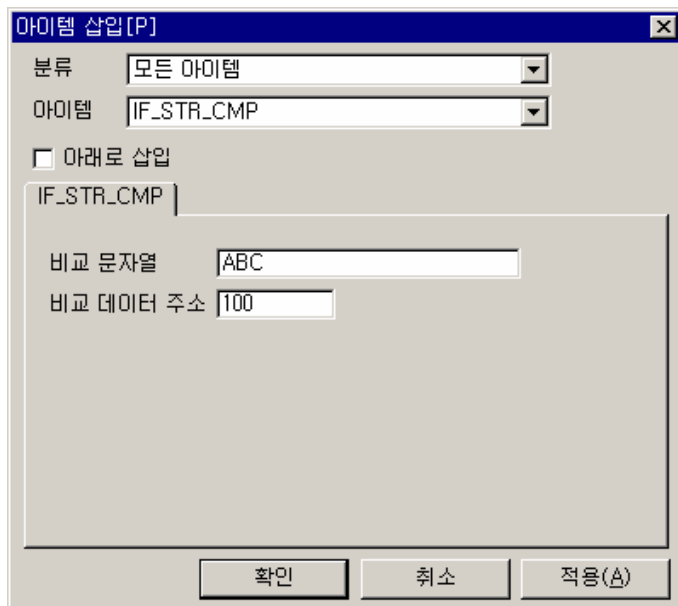 아이템 삽입[P]
분류 모든 아이템
아이템 IF_STR_CMP
아래로 삽입
IF_STR_CMP
비교 문자열 ABC
비교 데이터 주소 100
확인 취소 적용(A)